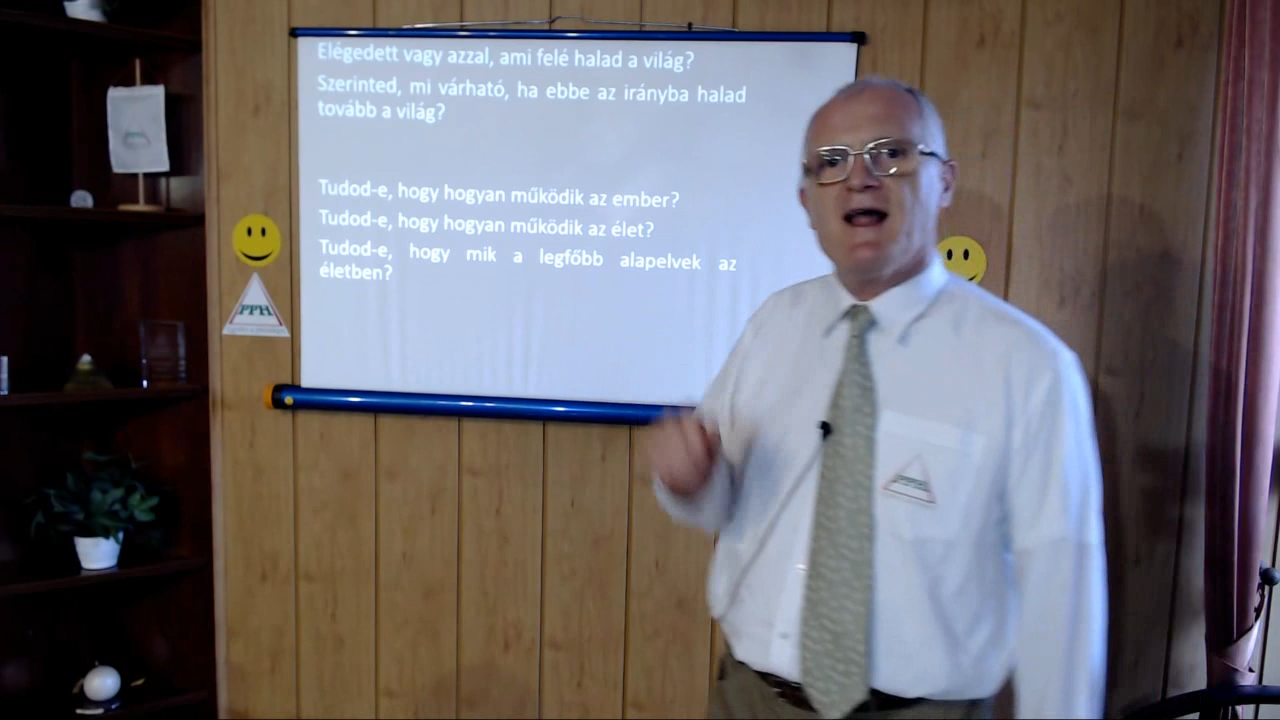 Elégedett vagy azzal, ami felé halad a világ?
Szerinted, mi várható, ha ebbe az irányba halad
tovább a világ?
Tudod-e, hogy hogyan működik az ember?
Tudod-e, hogy hogyan működik az élet?
Tudod-e, hogy mik a legfőbb alapelvek az
életben?
PPH
PPH